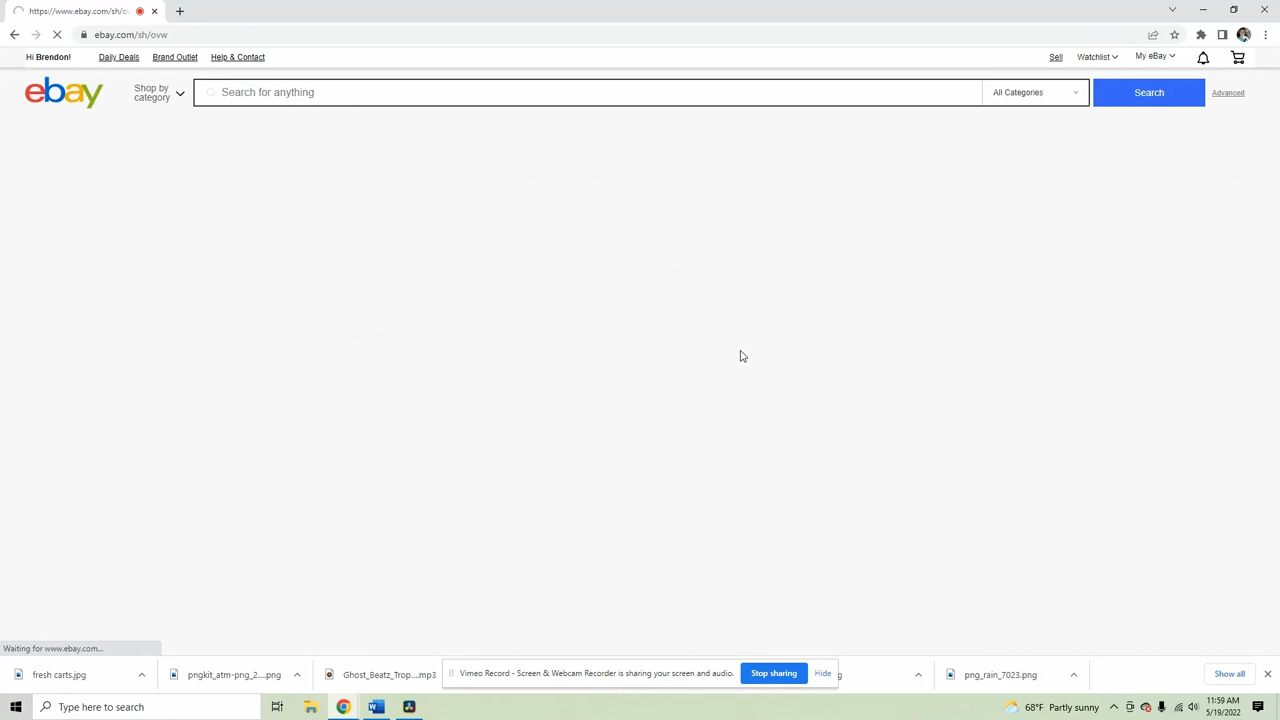 https://www.ebay.com/sh/ov
ebay.com/sh/ovw
Hi Brendon!
Daily Deals
Brand Outlet
Help & Contact
Sell
Watchlist
My eBay
ebay
Shop by category
Search for anything
All Categories
Search
Advanced
Waiting for www.ebay.com...
fresh carts.jpg
pngkit_atm-png_2....png
Ghost_Beatz_Trop....mp3
Vimeo Record - Screen & Webcam Recorder is sharing your screen and audio.
Stop sharing
Hide
png_rain_7023.png
Show all
Type here to search
68°F Partly sunny
11:59 AM
5/19/2022